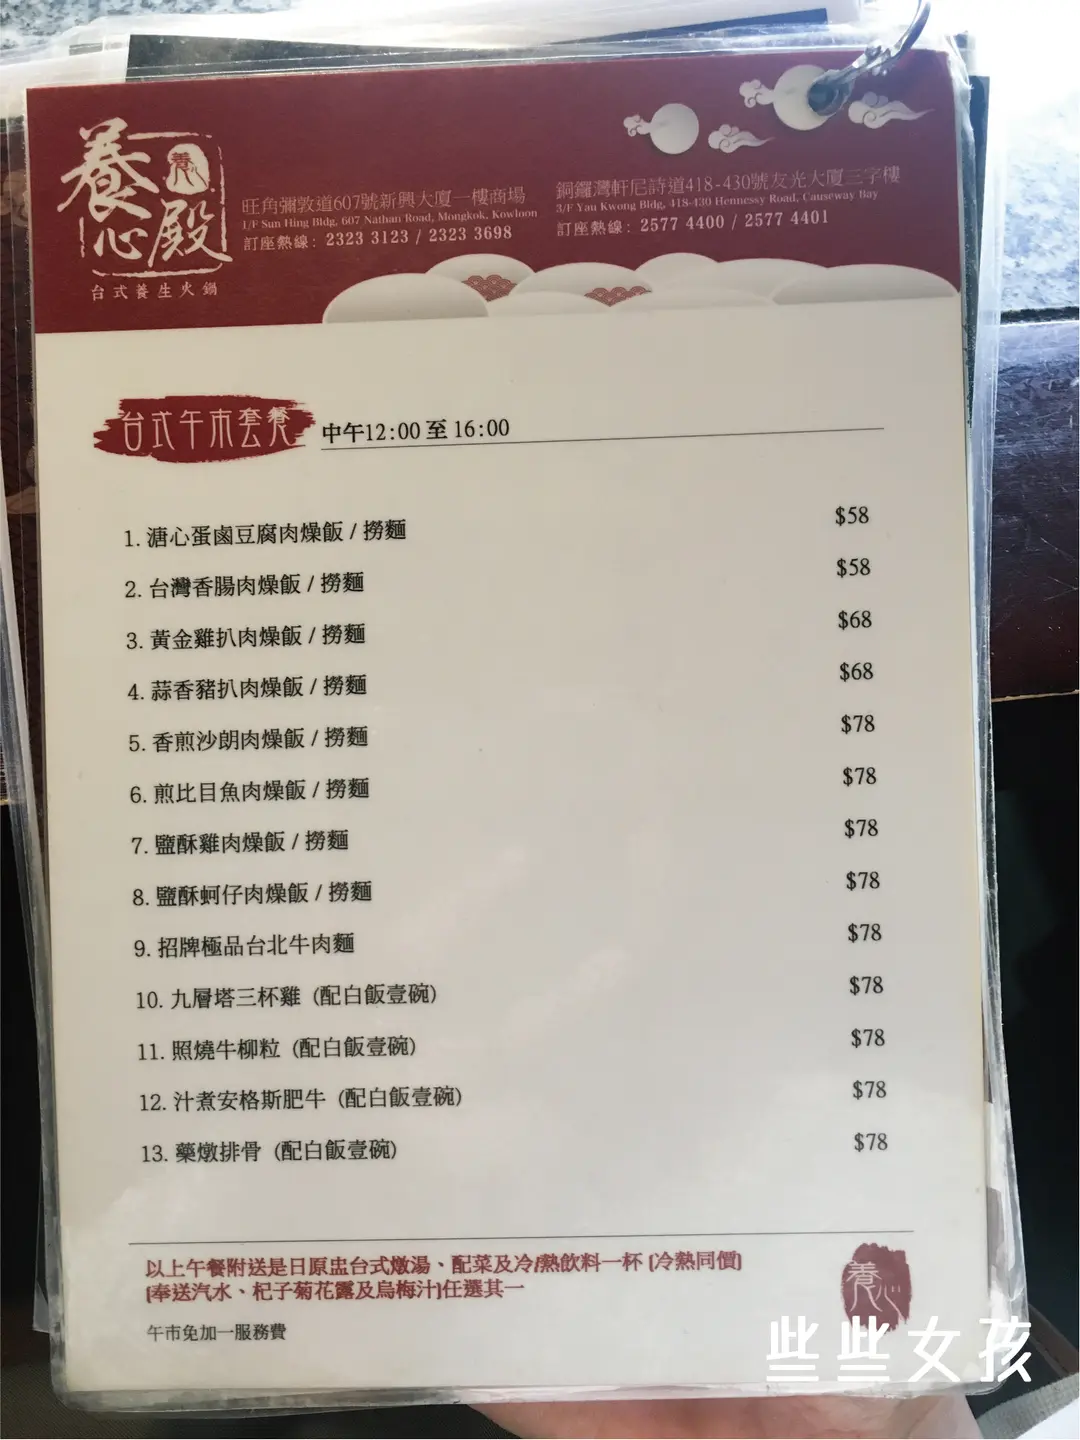 養心殿
養心
台式養生火鍋
旺角彌敦道607號新興大廈一樓商場
1/F Sun Hing Bldg, 607 Nathan Road, Mongkok, Kowloon
訂座熱線：2323 3123 / 2323 3698
銅鑼灣軒尼詩道418-430號友光大廈三字樓
3/F Yau Kwong Bldg, 418-430 Hennessy Road, Causeway Bay
訂座熱線：2577 4400 / 2577 4401
台式午市套餐 中午12:00 至 16:00
1. 溏心蛋鹵豆腐肉燥飯 / 撈麵 $58
2. 台灣香腸肉燥飯 / 撈麵 $58
3. 黃金雞扒肉燥飯 / 撈麵 $68
4. 蒜香豬扒肉燥飯 / 撈麵 $68
5. 香煎沙朗肉燥飯 / 撈麵 $78
6. 煎比目魚肉燥飯 / 撈麵 $78
7. 鹽酥雞肉燥飯 / 撈麵 $78
8. 鹽酥蚵仔肉燥飯 / 撈麵 $78
9. 招牌極品台北牛肉麵 $78
10. 九層塔三杯雞 (配白飯壹碗) $78
11. 照燒牛柳粒 (配白飯壹碗) $78
12. 汁煮安格斯肥牛 (配白飯壹碗) $78
13. 藥燉排骨 (配白飯壹碗) $78
以上午餐附送是日原盅台式燉湯、配菜及冷/熱飲料一杯 (冷熱同價)
(奉送汽水、杞子菊花露及烏梅汁)任選其一
午市免加一服務費
養心
些些女孩